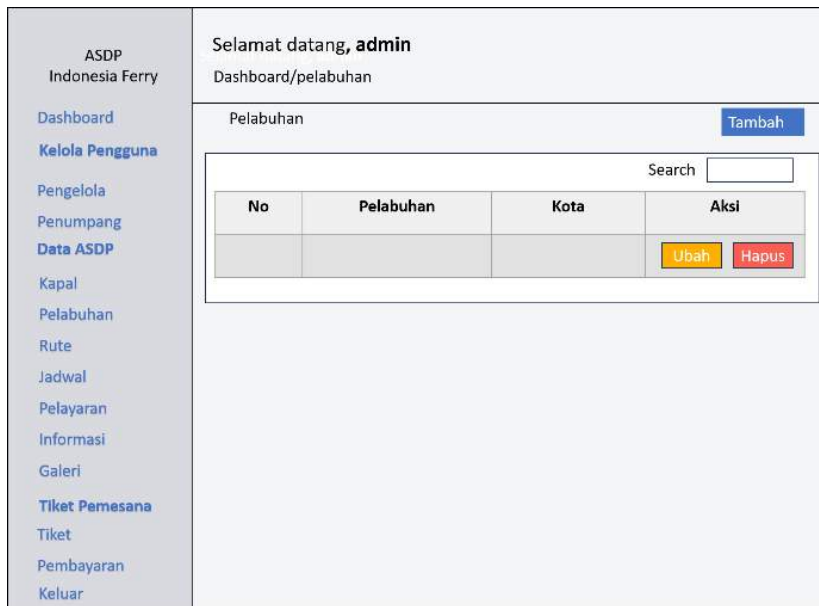 ASDP
Indonesia Ferry
Dashboard
Kelola Pengguna
Pengelola
Penumpang
Data ASDP
Kapal
Pelabuhan
Rute
Jadwal
Pelayaran
Informasi
Galeri
Tiket Pemesana
Tiket
Pembayaran
Keluar
Selamat datang, admin
Dashboard/pelabuhan
Pelabuhan
Tambah
Search
No Pelabuhan Kota Aksi
Ubah Hapus